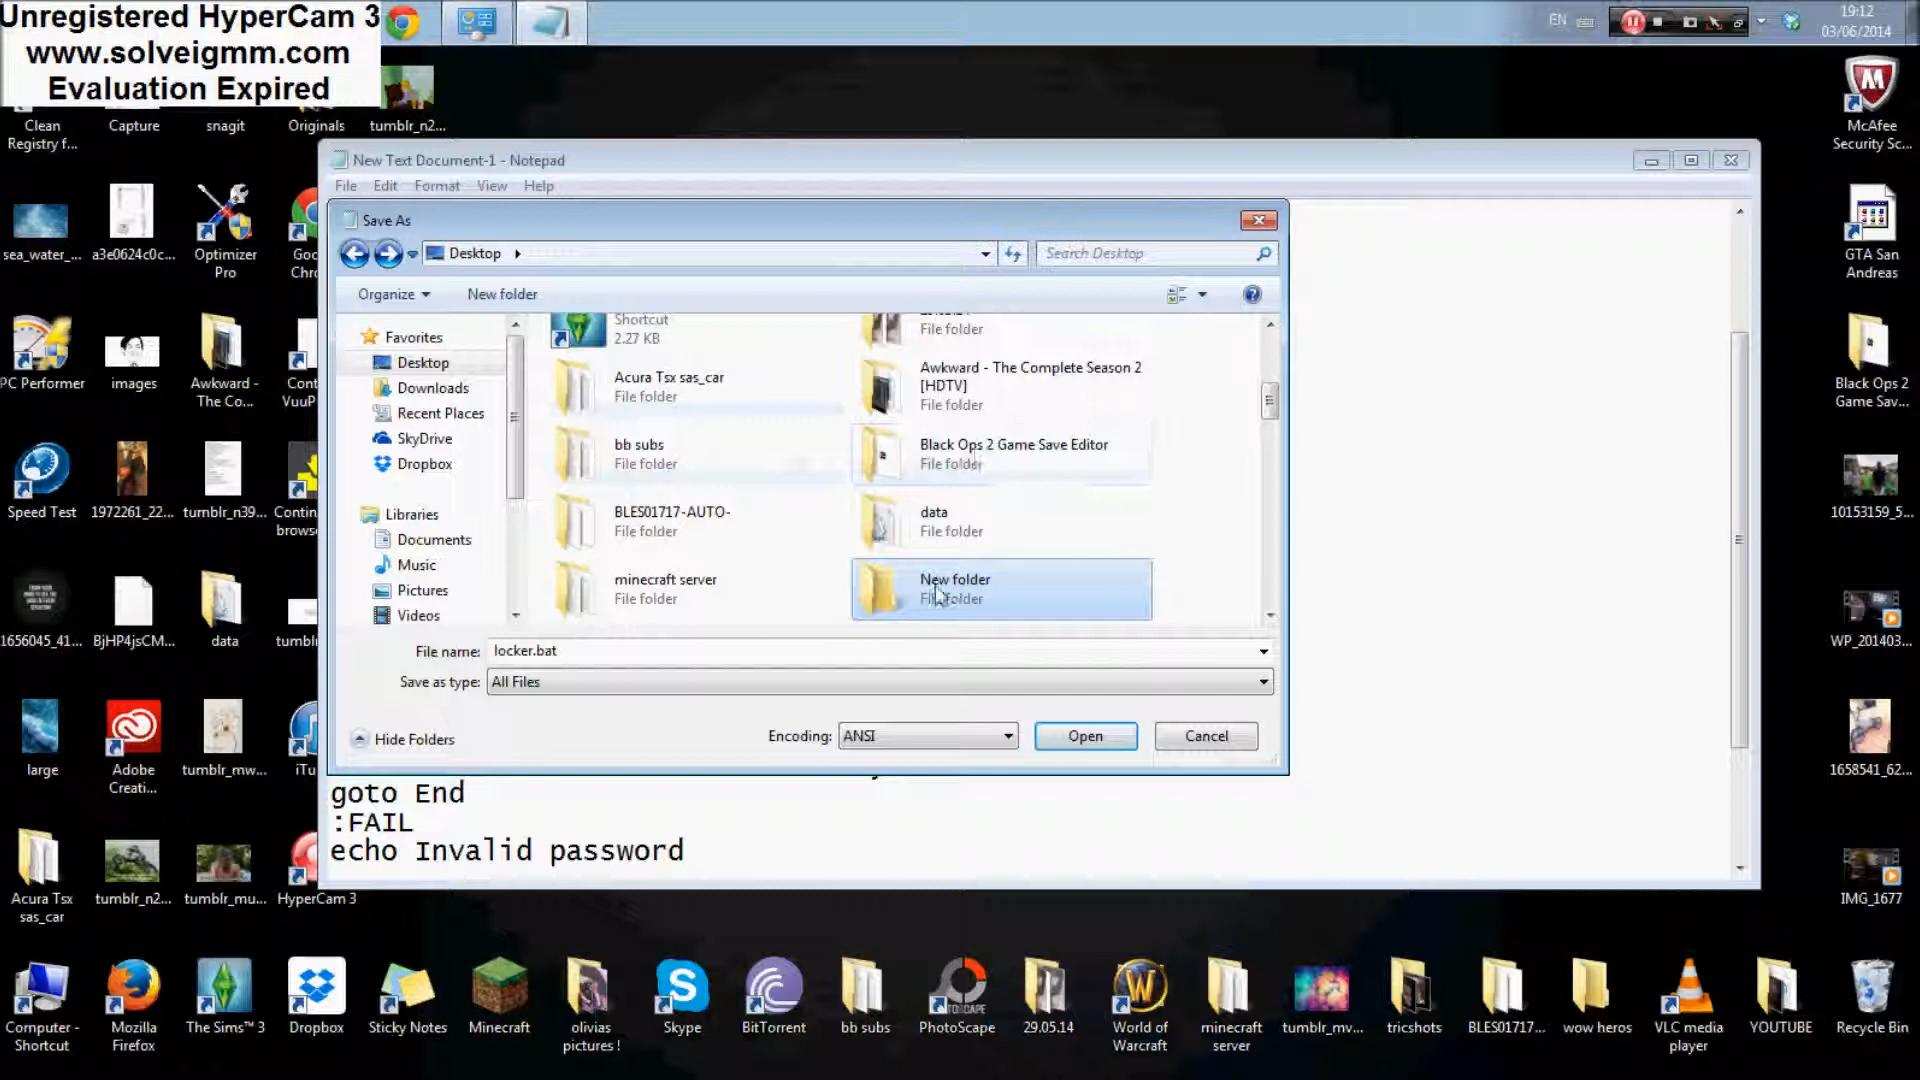 Unregistered HyperCam 3
www.solveigmm.com
Evaluation Expired
EN
19:12
03/06/2014
Clean
Registry f...
Capture
snagit
Originals
tumblr_n2...
McAfee
Security Sc...
New Text Document-1 - Notepad
File Edit Format View Help
Save As
Desktop
Search Desktop
Organize
New folder
Favorites
Desktop
Downloads
Recent Places
SkyDrive
Dropbox
Libraries
Documents
Music
Pictures
Videos
Shortcut
2.27 KB
File folder
Acura Tsx sas_car
File folder
Awkward - The Complete Season 2
[HDTV]
File folder
bb subs
File folder
Black Ops 2 Game Save Editor
File folder
BLES01717-AUTO-
File folder
data
File folder
minecraft server
File folder
New folder
File folder
File name: locker.bat
Save as type: All Files
Hide Folders
Encoding: ANSI
Open
Cancel
goto End
:FAIL
echo Invalid password
sea_water_...
a3e0624c0c...
Optimizer
Pro
Goo
Chro
GTA San
Andreas
PC Performer
images
Awkward -
The Co...
Cont
VuuP
Black Ops 2
Game Sav...
Speed Test
1972261_22...
tumblr_n39...
Contin
brows
10153159_5...
1656045_41...
BjHP4jsCM...
data
tumbl
WP_201403...
large
Adobe
Creati...
tumblr_mw...
iTu
1658541_62...
Acura Tsx
sas_car
tumblr_n2...
tumblr_mu...
HyperCam 3
IMG_1677
Computer -
Shortcut
Mozilla
Firefox
The Sims™ 3
Dropbox
Sticky Notes
Minecraft
olivias
pictures !
Skype
BitTorrent
bb subs
PhotoScape
29.05.14
World of
Warcraft
minecraft
server
tumblr_mv...
tricshots
BLES01717...
wow heros
VLC media
player
YOUTUBE
Recycle Bin